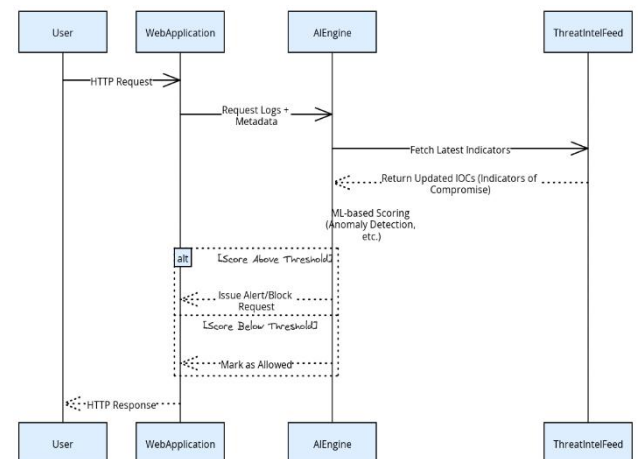 User WebApplication AIEngine ThreatIntelFeed
HTTP Request
Request Logs +
Metadata
Fetch Latest Indicators
Return Updated IOCs (Indicators of
Compromise)
ML-based Scoring
(Anomaly Detection,
etc.)
alt [Score Above Threshold]
Issue Alert/Block
Request
[Score Below Threshold]
Mark as Allowed
HTTP Response
User WebApplication AIEngine ThreatIntelFeed